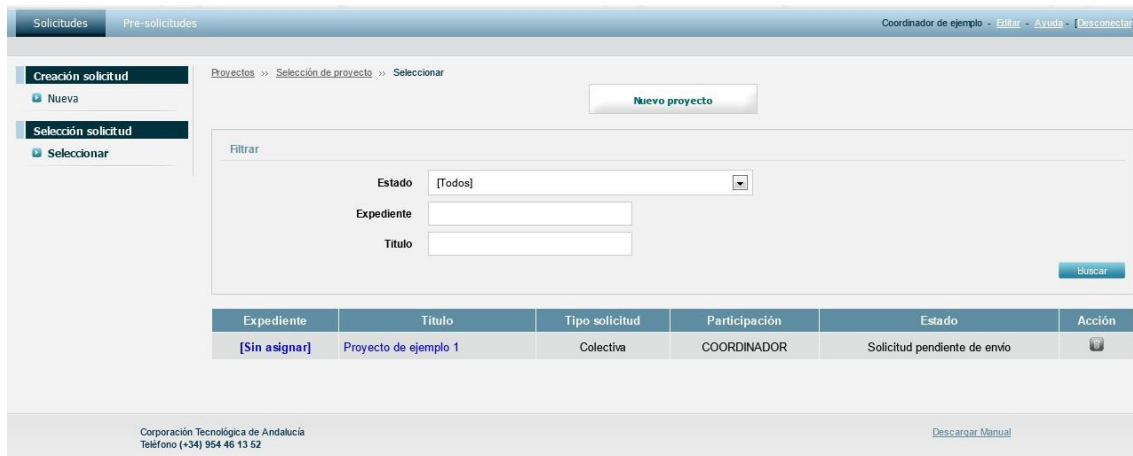 Solicitudes Pre-solicitudes Coordinador de ejemplo - Editar - Ayuda - [Desconectar
Creación solicitud
Nueva
Selección solicitud
Seleccionar
Proyectos >> Selección de proyecto >> Seleccionar
Nuevo proyecto
Filtrar
Estado [Todos]
Expediente
Título
Buscar
Expediente Título Tipo solicitud Participación Estado Acción
[Sin asignar] Proyecto de ejemplo 1 Colectiva COORDINADOR Solicitud pendiente de envio
Corporación Tecnológica de Andalucía
Teléfono (+34) 954 46 13 52
Descargar Manual